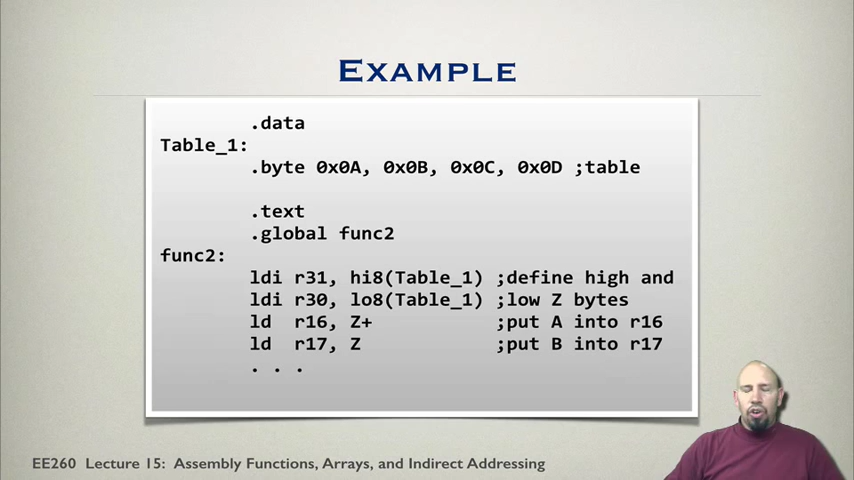 EXAMPLE
.data
Table_1:
.byte 0x0A, 0x0B, 0x0C, 0x0D ;table
.text
.global func2
func2:
ldi r31, hi8(Table_1) ;define high and
ldi r30, lo8(Table_1) ;low Z bytes
ld r16, Z+ ;put A into r16
ld r17, Z ;put B into r17
. . .
EE260 Lecture 15: Assembly Functions, Arrays, and Indirect Addressing